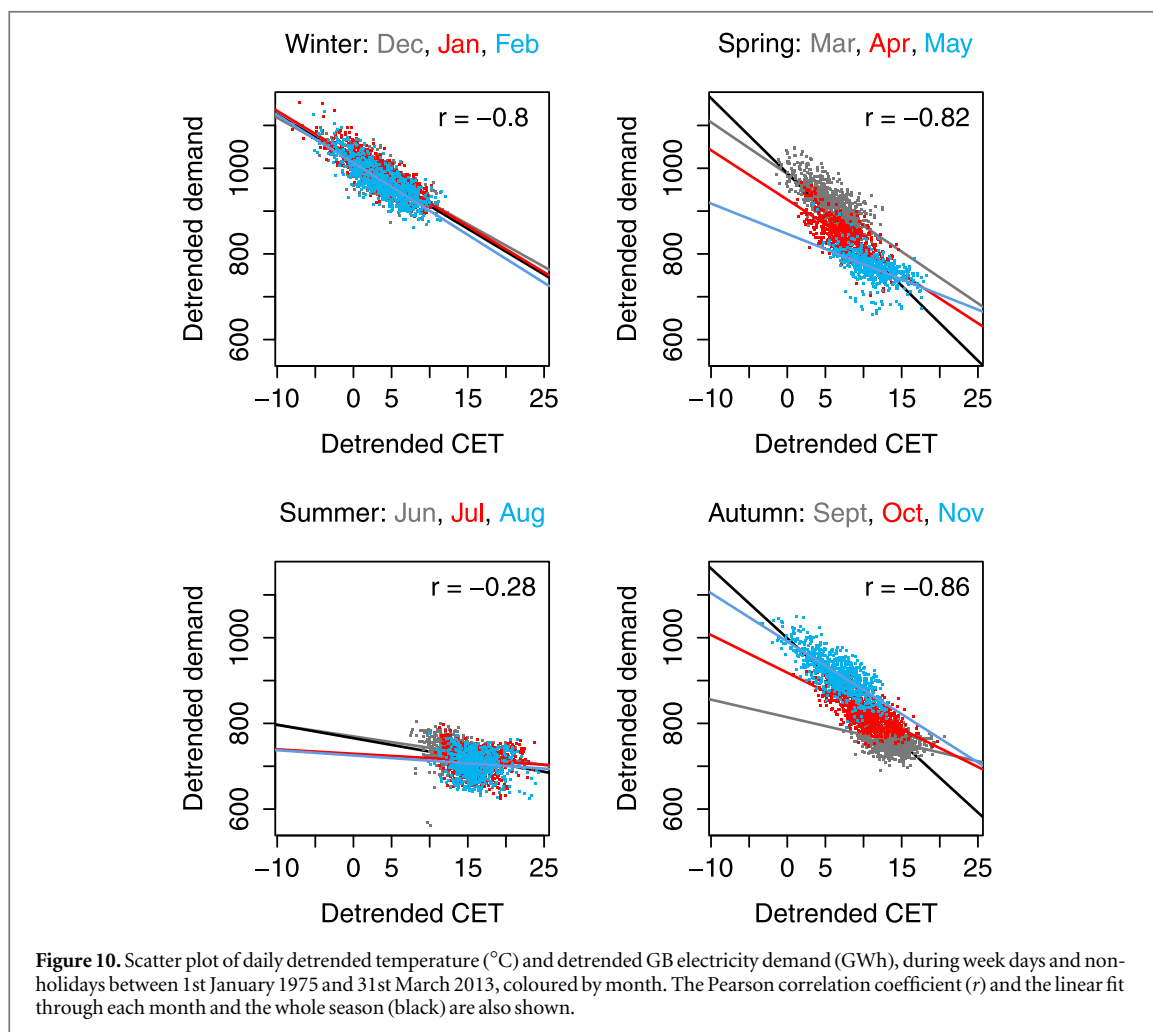 Winter: Dec, Jan, Feb
r = −0.8
Detrended demand
600
800
1000
−10
0
5
15
25
Detrended CET
Spring: Mar, Apr, May
r = −0.82
Detrended demand
600
800
1000
−10
0
5
15
25
Detrended CET
Summer: Jun, Jul, Aug
r = −0.28
Detrended demand
600
800
1000
−10
0
5
15
25
Detrended CET
Autumn: Sept, Oct, Nov
r = −0.86
Detrended demand
600
800
1000
−10
0
5
15
25
Detrended CET
Figure 10. Scatter plot of daily detrended temperature (°C) and detrended GB electricity demand (GWh), during week days and non-
holidays between 1st January 1975 and 31st March 2013, coloured by month. The Pearson correlation coefficient (r) and the linear fit
through each month and the whole season (black) are also shown.